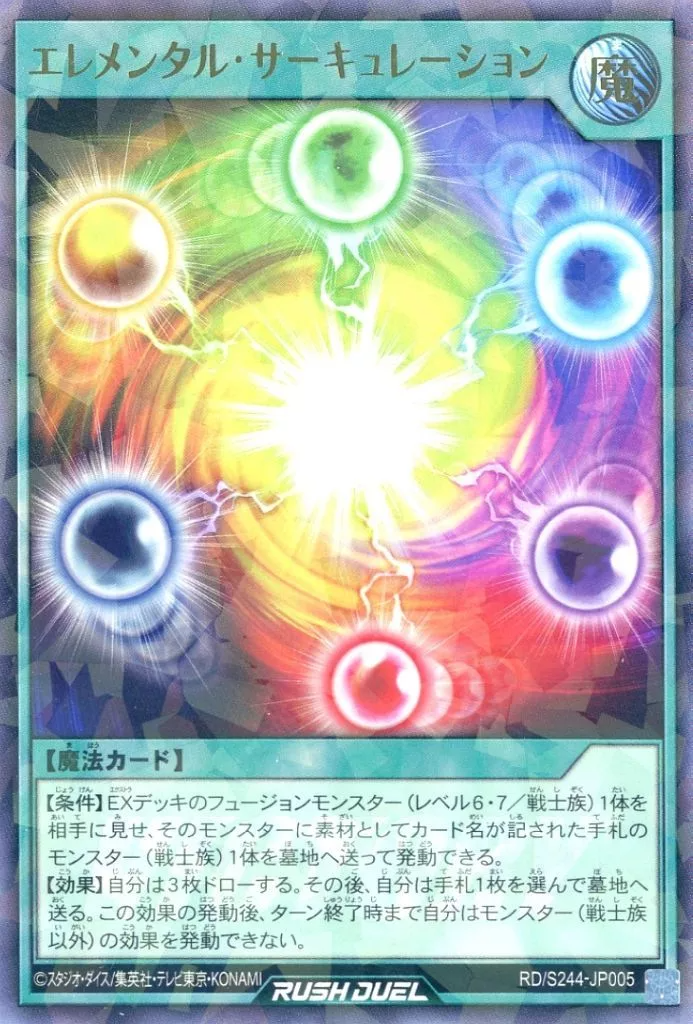 エレメンタル・サーキュレーション
魔
【魔法カード】
【条件】EXデッキのフュージョンモンスター（レベル6・7／戦士族）1体を
相手に見せ、そのモンスターに素材としてカード名が記された手札の
モンスター（戦士族）1体を墓地へ送って発動できる。
【効果】自分は3枚ドローする。その後、自分は手札1枚を選んで墓地へ
送る。この効果の発動後、ターン終了時まで自分はモンスター（戦士族
以外）の効果を発動できない。
©スタジオ・ダイス/集英社・テレビ東京・KONAMI
RUSH DUEL
RD/S244-JP005